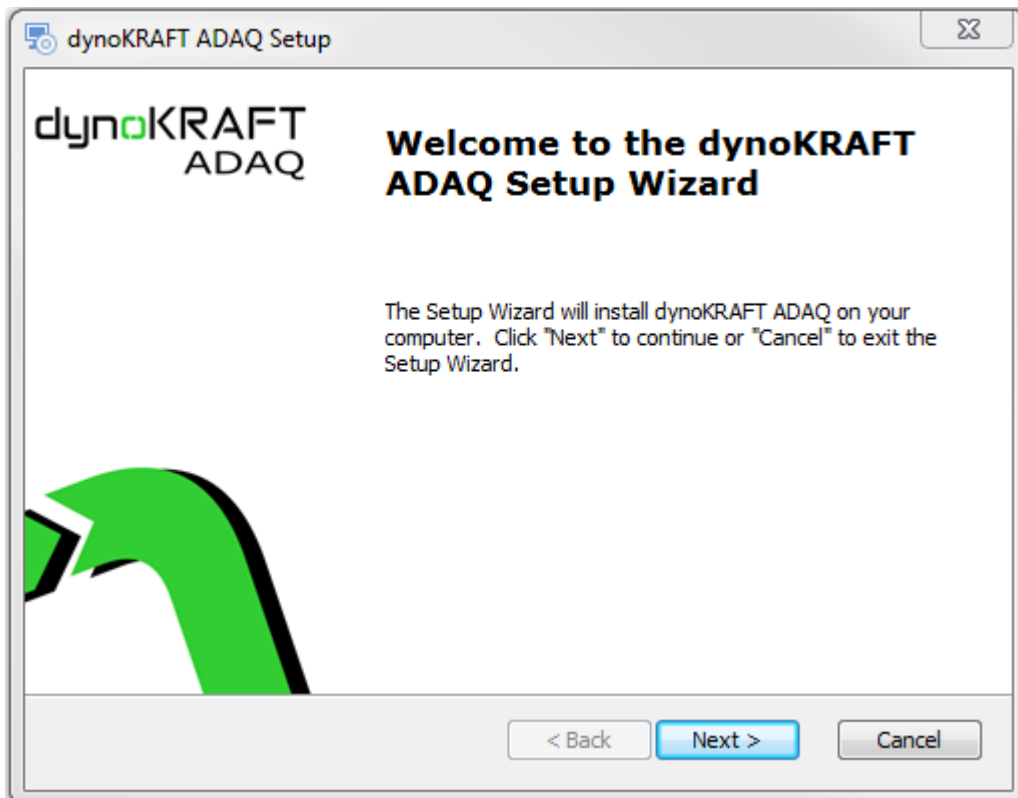 dynoKRAFT ADAQ Setup
dynoKRAFT
ADAQ
Welcome to the dynoKRAFT
ADAQ Setup Wizard
The Setup Wizard will install dynoKRAFT ADAQ on your
computer.  Click "Next" to continue or "Cancel" to exit the
Setup Wizard.
< Back
Next >
Cancel